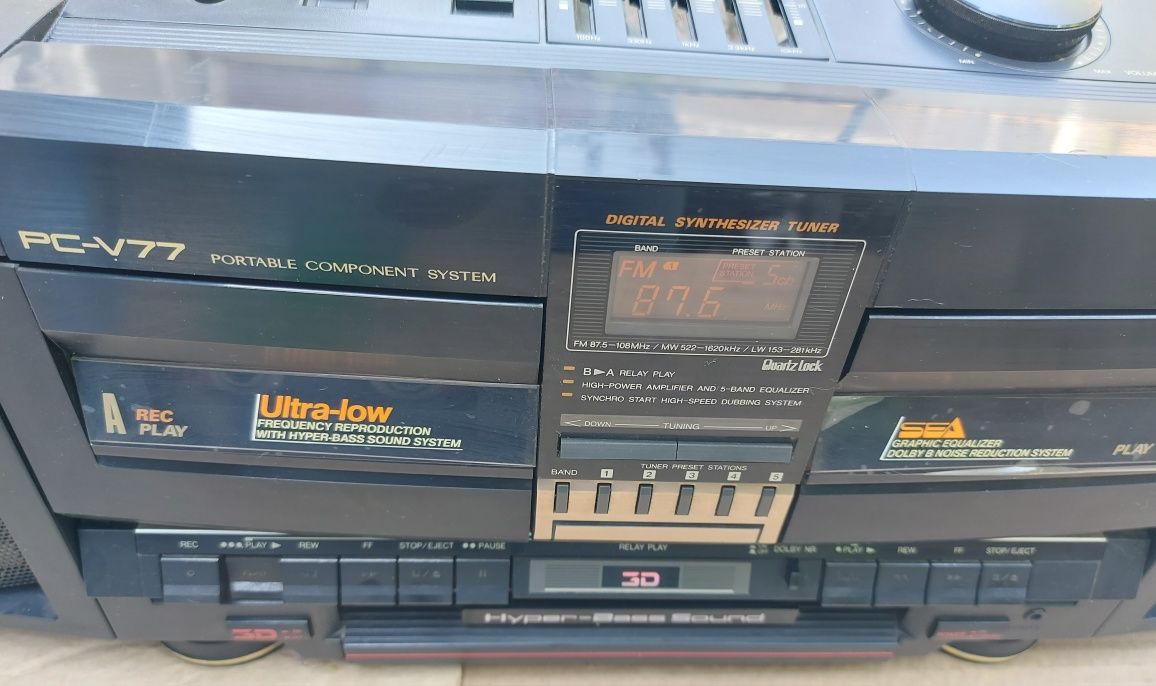 MIN
MAX
PC-V77 PORTABLE COMPONENT SYSTEM
DIGITAL SYNTHESIZER TUNER
BAND PRESET STATION
FM PRESET STATION 5ch
87.6 MHz
FM 87.5-108MHz / MW 522-1620kHz / LW 153-281kHz
Quartz Lock
B▶A RELAY PLAY
HIGH-POWER AMPLIFIER AND 5-BAND EQUALIZER
SYNCHRO START HIGH-SPEED DUBBING SYSTEM
A REC
PLAY
Ultra-low
FREQUENCY REPRODUCTION
WITH HYPER-BASS SOUND SYSTEM
DOWN TUNING UP
TUNER PRESET STATIONS
BAND 1 2 3 4 5
SEA
GRAPHIC EQUALIZER
DOLBY B NOISE REDUCTION SYSTEM
PLAY
REC PLAY ▶ REW FF STOP/EJECT ●● PAUSE
RELAY PLAY
DOLBY NR PLAY ▶ REW FF STOP/EJECT
3D
Hyper-Bass Sound
3D